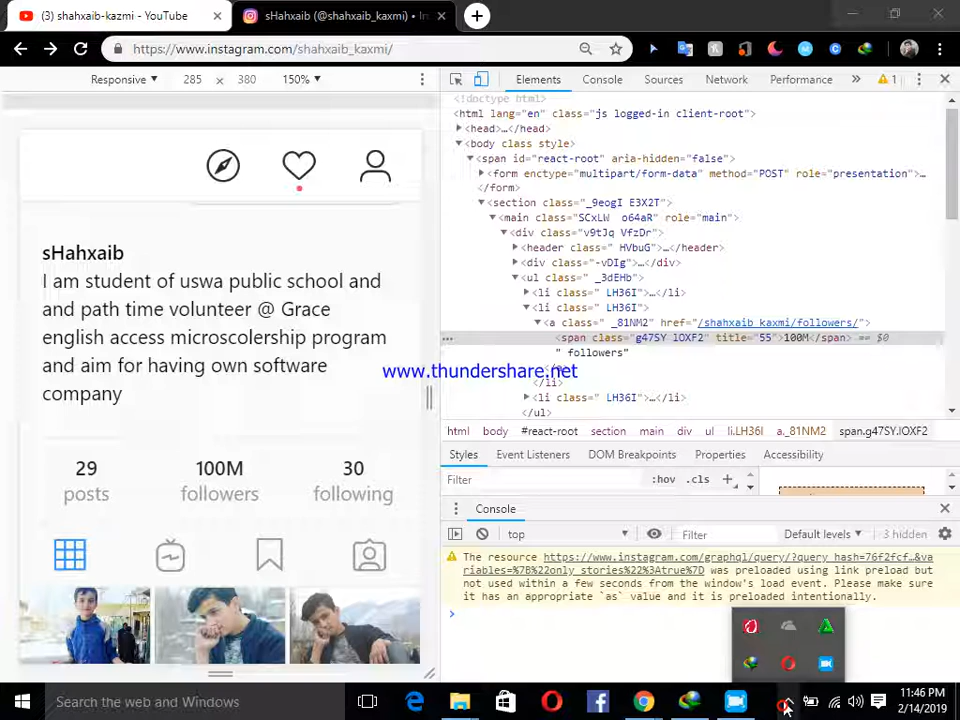 (3) shahxaib-kazmi - YouTube
sHahxaib (@shahxaib_kaxmi) • In
https://www.instagram.com/shahxaib_kaxmi/
Responsive 285 × 380 150%
Elements Console Sources Network Performance » 1
<!doctype html>
<html lang="en" class="js logged-in client-root">
<head>…</head>
<body class style>
<span id="react-root" aria-hidden="false">
<form enctype="multipart/form-data" method="POST" role="presentation">…
</form>
<section class="_9eogI E3X2T">
<main class="SCxLW  o64aR" role="main">
<div class="v9tJq VfzDr">
<header class=" HVbuG">…</header>
<div class="-vDIg">…</div>
<ul class=" _3dEHb">
<li class=" LH36I">…</li>
<li class=" LH36I">
<a class=" _81NM2" href="/shahxaib_kaxmi/followers/">
<span class="g47SY lOXF2" title="55">100M</span> == $0
" followers"
</li>
<li class=" LH36I">…</li>
</ul>
html body #react-root section main div ul li.LH36I a._81NM2 span.g47SY.lOXF2
Styles Event Listeners DOM Breakpoints Properties Accessibility
Filter :hov .cls +
Console
top Filter Default levels 3 hidden
The resource https://www.instagram.com/graphql/query/?query_hash=76f2fcf…&va
riables=%7B%22only_stories%22%3Atrue%7D was preloaded using link preload but
not used within a few seconds from the window's load event. Please make sure
it has an appropriate `as` value and it is preloaded intentionally.
sHahxaib
I am student of uswa public school and
and path time volunteer @ Grace
english access microscolership program
and aim for having own software
company
www.thundershare.net
29 100M 30
posts followers following
Search the web and Windows
11:46 PM
2/14/2019